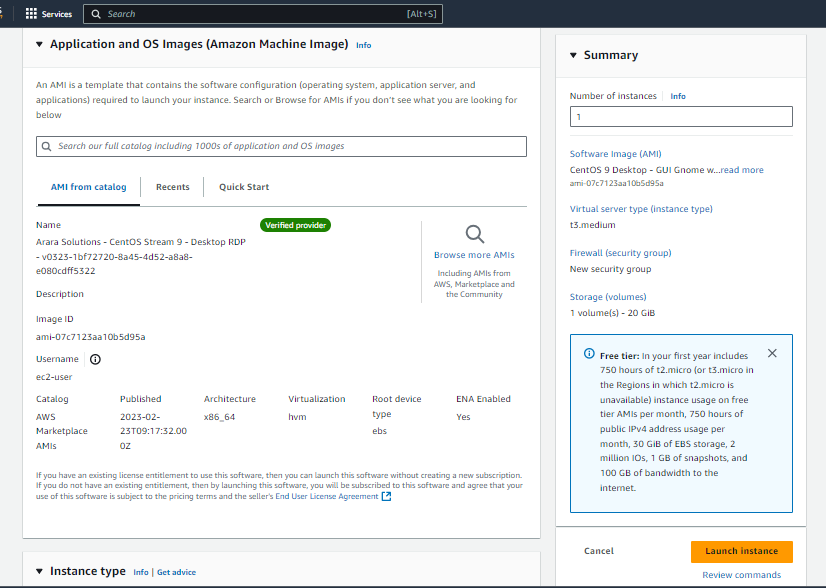 Services
Search
[Alt+S]
Application and OS Images (Amazon Machine Image) Info
An AMI is a template that contains the software configuration (operating system, application server, and
applications) required to launch your instance. Search or Browse for AMIs if you don't see what you are looking for
below
Search our full catalog including 1000s of application and OS images
AMI from catalog
Recents
Quick Start
Name
Verified provider
Arara Solutions - CentOS Stream 9 - Desktop RDP
- v0323-1bf72720-8a45-4d52-a8a8-
e080cdff5322
Browse more AMIs
Including AMIs from
AWS, Marketplace and
the Community
Description
Image ID
ami-07c7123aa10b5d95a
Username
ec2-user
Catalog
AWS
Marketplace
AMIs
Published
2023-02-
23T09:17:32.00
0Z
Architecture
x86_64
Virtualization
hvm
Root device
type
ebs
ENA Enabled
Yes
If you have an existing license entitlement to use this software, then you can launch this software without creating a new subscription.
If you do not have an existing entitlement, then by launching this software, you will be subscribed to this software and agree that your
use of this software is subject to the pricing terms and the seller's End User License Agreement
Instance type Info | Get advice
Summary
Number of instances Info
1
Software Image (AMI)
CentOS 9 Desktop - GUI Gnome w...read more
ami-07c7123aa10b5d95a
Virtual server type (instance type)
t3.medium
Firewall (security group)
New security group
Storage (volumes)
1 volume(s) - 20 GiB
Free tier: In your first year includes
750 hours of t2.micro (or t3.micro in
the Regions in which t2.micro is
unavailable) instance usage on free
tier AMIs per month, 750 hours of
public IPv4 address usage per
month, 30 GiB of EBS storage, 2
million IOs, 1 GB of snapshots, and
100 GB of bandwidth to the
internet.
Cancel
Launch instance
Review commands